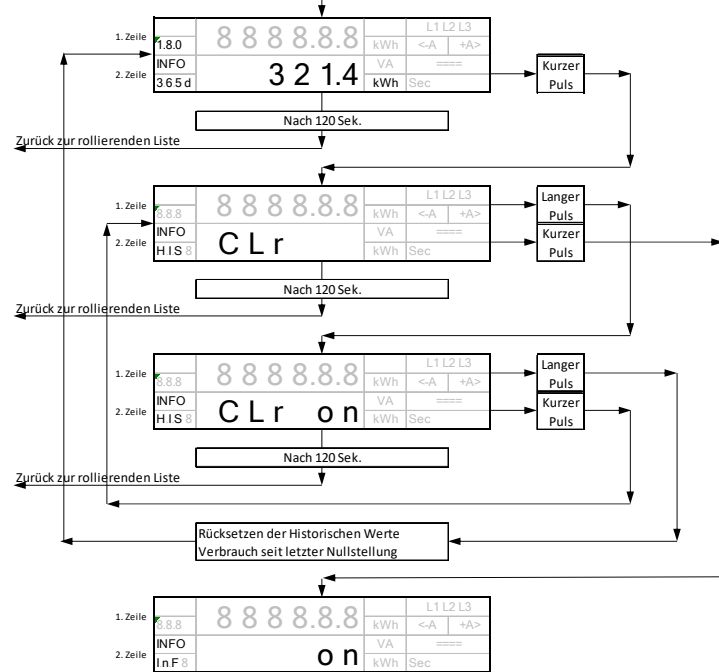 L1 L2 L3
1. Zeile 1.8.0 8 8 8 8.8.8 kWh <-A +A>
INFO VA ====
2. Zeile 365d 3 2 1.4 kWh Sec
Kurzer
Puls
Nach 120 Sek.
Zurück zur rollierenden Liste
L1 L2 L3
1. Zeile 8.8.8 8 8 8 8.8.8 kWh <-A +A>
INFO VA ====
2. Zeile HIS8 C L r kWh Sec
Langer
Puls
Kurzer
Puls
Nach 120 Sek.
Zurück zur rollierenden Liste
L1 L2 L3
1. Zeile 8.8.8 8 8 8 8.8.8 kWh <-A +A>
INFO VA ====
2. Zeile HIS8 C L r o n kWh Sec
Langer
Puls
Kurzer
Puls
Nach 120 Sek.
Zurück zur rollierenden Liste
Rücksetzen der Historischen Werte
Verbrauch seit letzter Nullstellung
L1 L2 L3
1. Zeile 8.8.8 8 8 8 8.8.8 kWh <-A +A>
INFO VA ====
2. Zeile InF8 o n kWh Sec